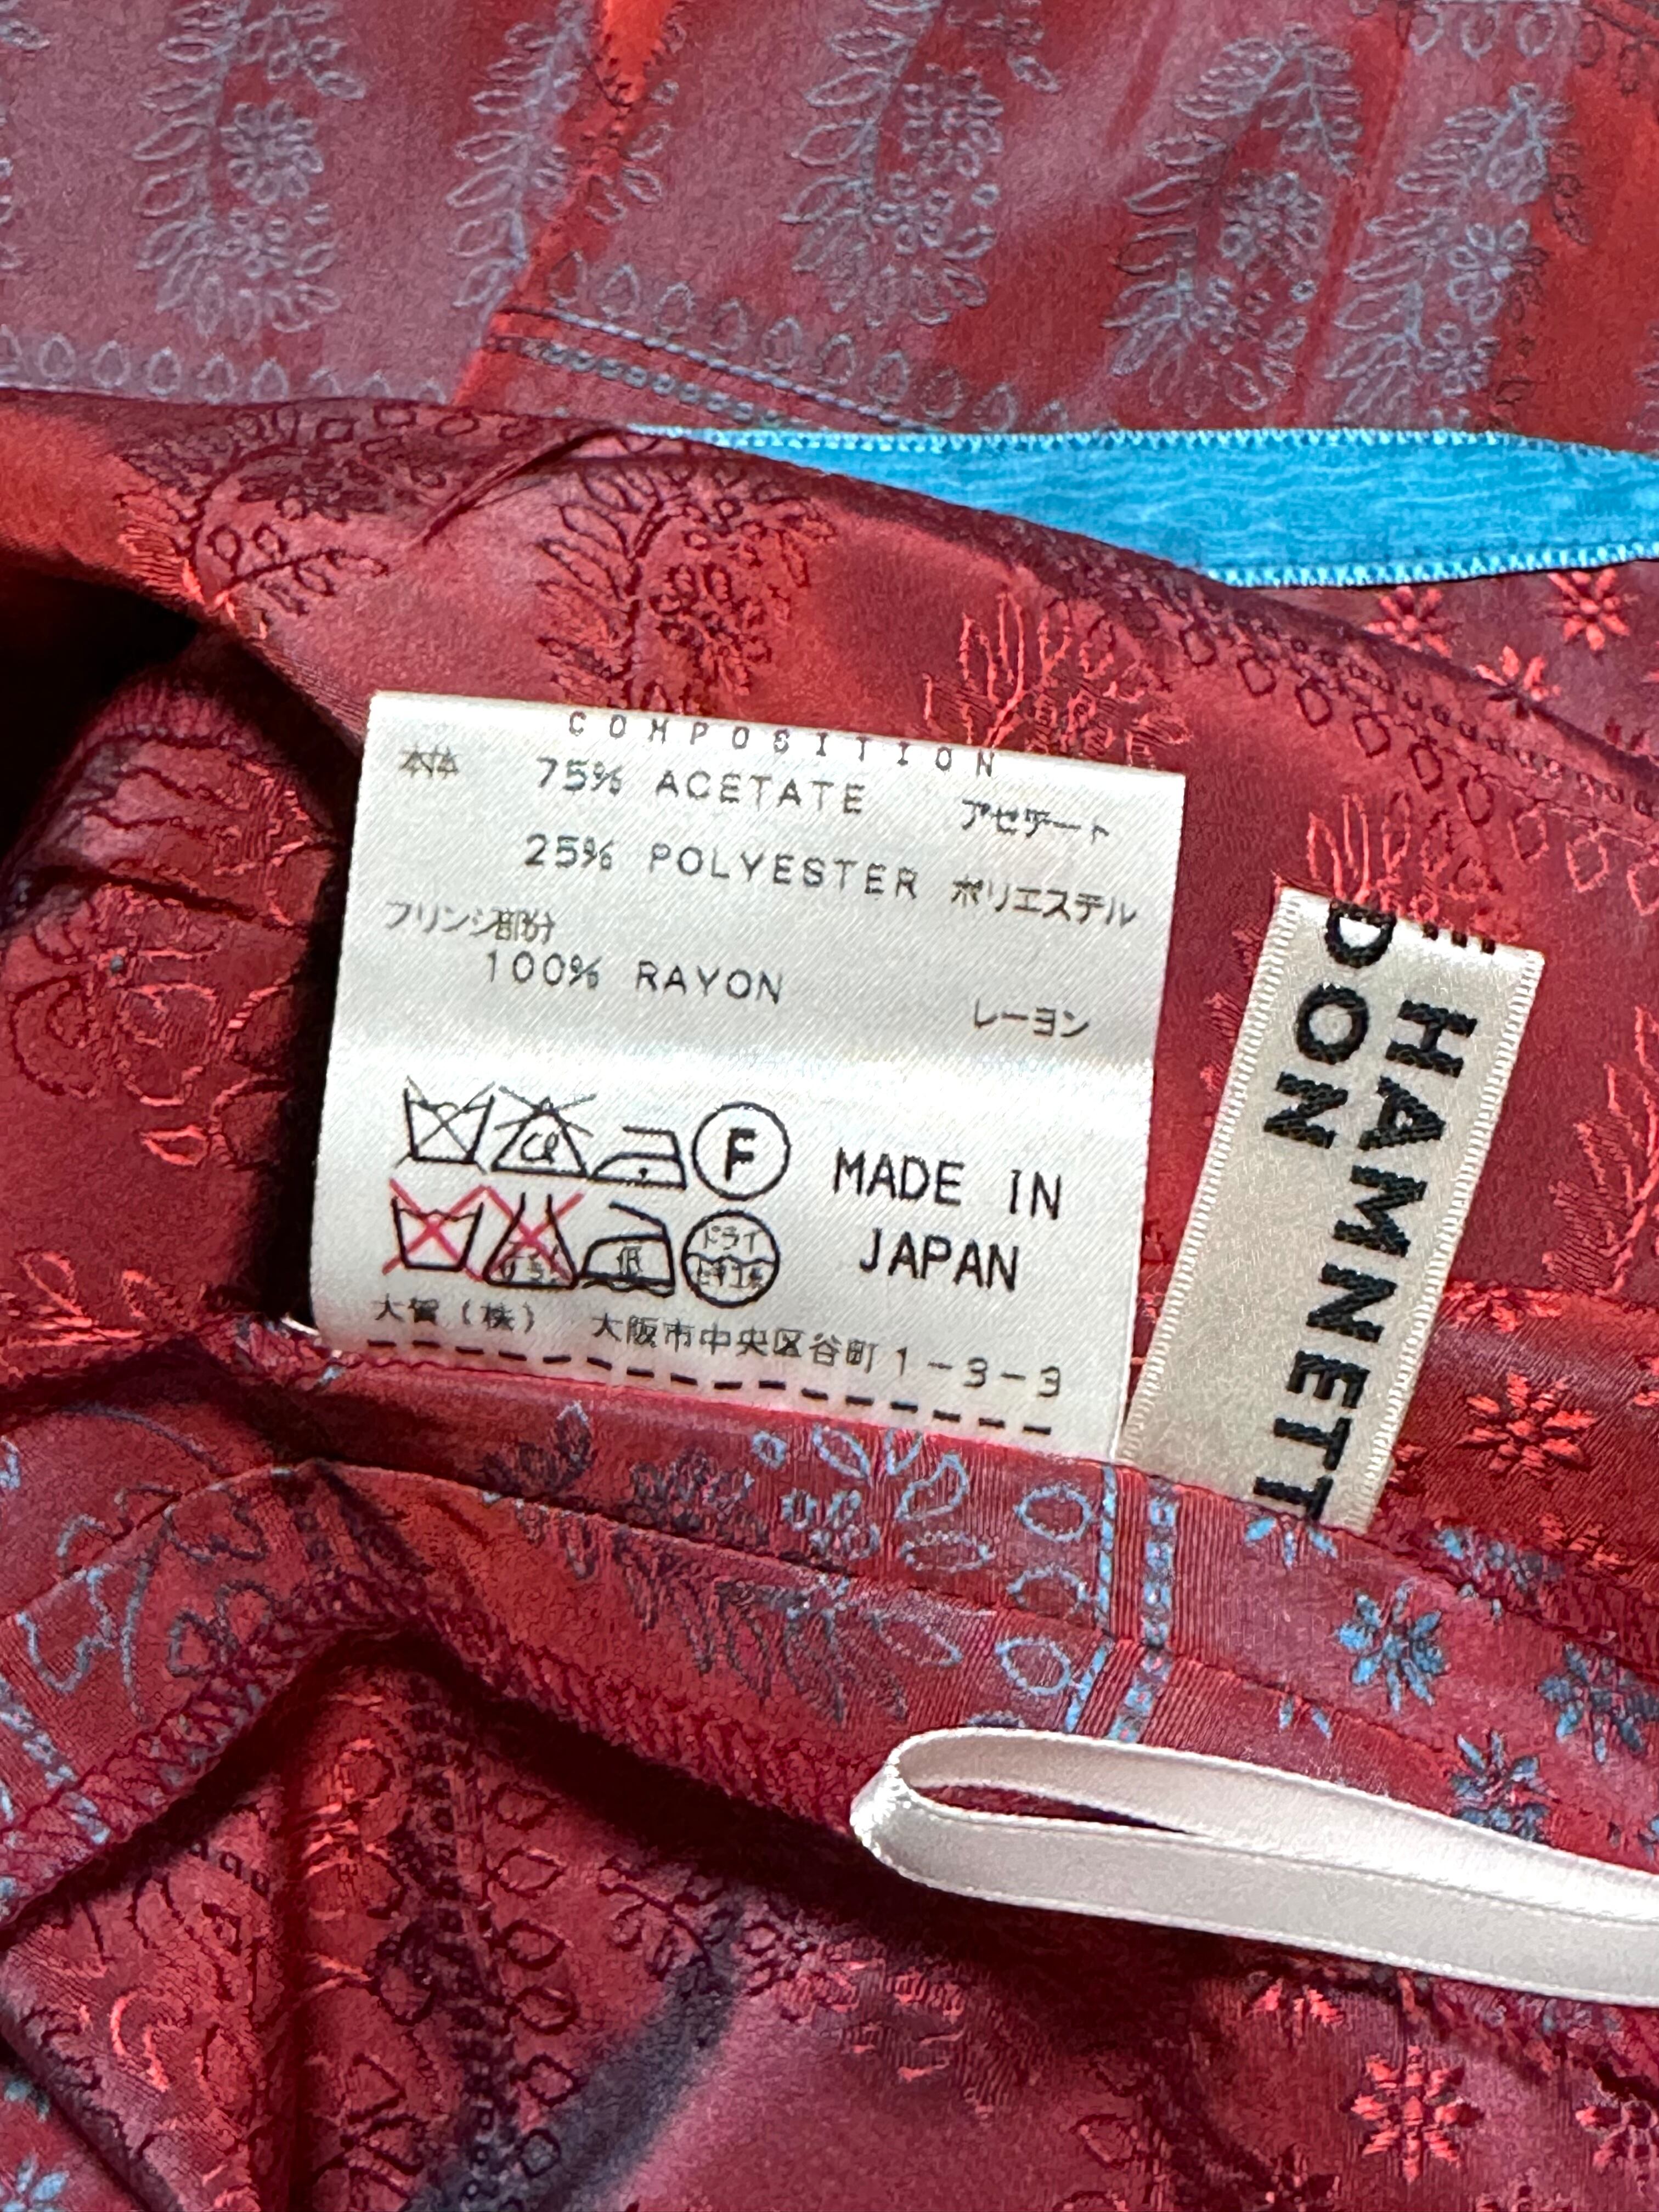 COMPOSITION
本体 75% ACETATE アセテート
25% POLYESTER ポリエステル
フリンジ部分
100% RAYON レーヨン
Cl F MADE IN
低 ドライ JAPAN
大賀(株) 大阪市中央区谷町1-3-3
E HAMNETT
DON